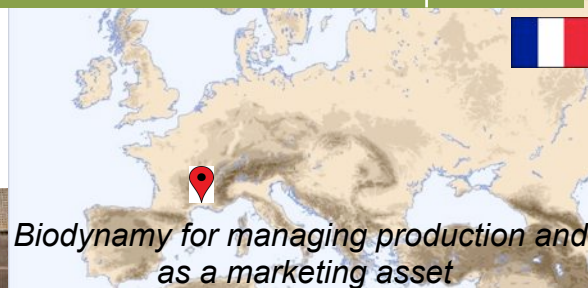 Biodynamy for managing production and
as a marketing asset